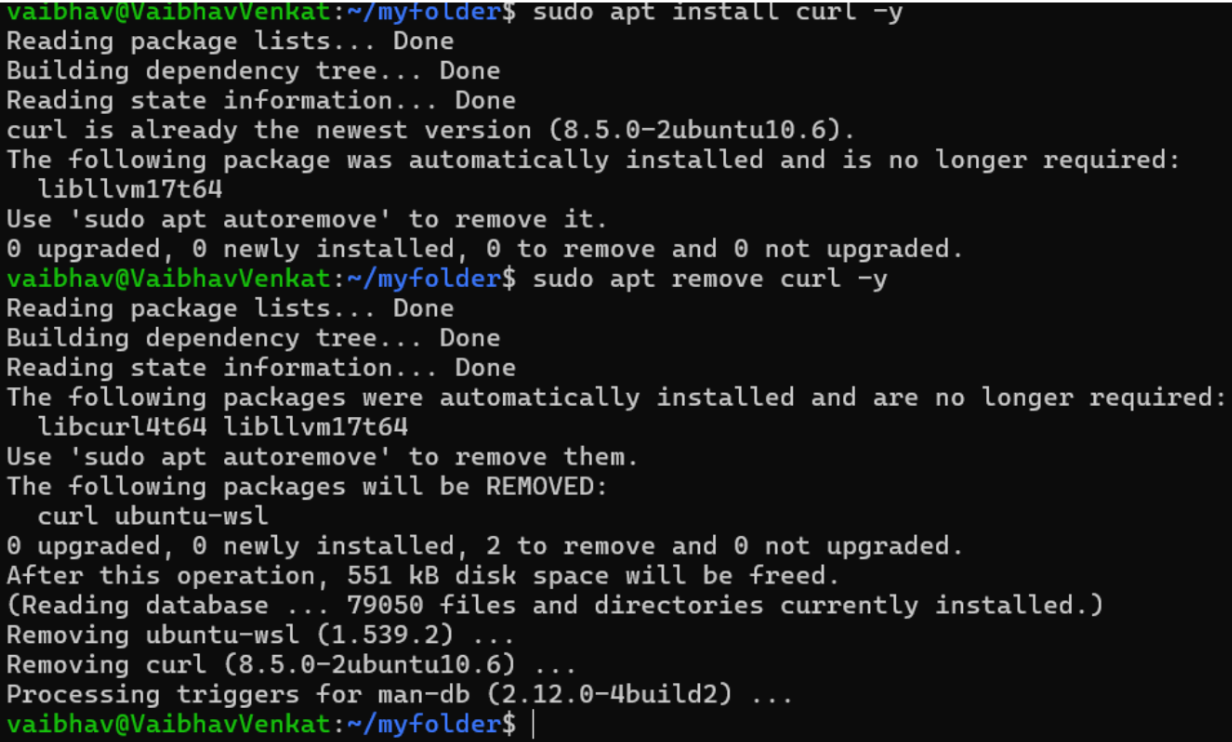 vaibhav@VaibhavVenkat:~/myfolder$ sudo apt install curl -y
Reading package lists... Done
Building dependency tree... Done
Reading state information... Done
curl is already the newest version (8.5.0-2ubuntu10.6).
The following package was automatically installed and is no longer required:
  libllvm17t64
Use 'sudo apt autoremove' to remove it.
0 upgraded, 0 newly installed, 0 to remove and 0 not upgraded.
vaibhav@VaibhavVenkat:~/myfolder$ sudo apt remove curl -y
Reading package lists... Done
Building dependency tree... Done
Reading state information... Done
The following packages were automatically installed and are no longer required:
  libcurl4t64 libllvm17t64
Use 'sudo apt autoremove' to remove them.
The following packages will be REMOVED:
  curl ubuntu-wsl
0 upgraded, 0 newly installed, 2 to remove and 0 not upgraded.
After this operation, 551 kB disk space will be freed.
(Reading database ... 79050 files and directories currently installed.)
Removing ubuntu-wsl (1.539.2) ...
Removing curl (8.5.0-2ubuntu10.6) ...
Processing triggers for man-db (2.12.0-4build2) ...
vaibhav@VaibhavVenkat:~/myfolder$